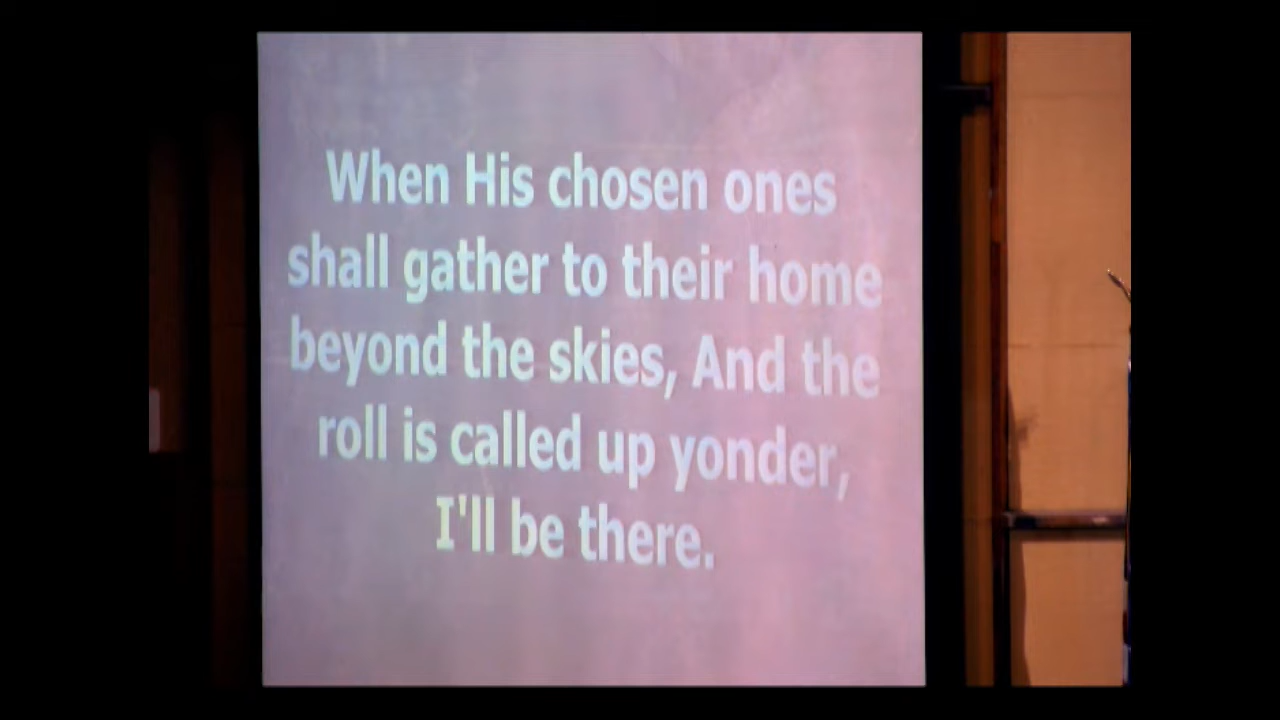 When His chosen ones
shall gather to their home
beyond the skies, And the
roll is called up yonder,
I'll be there.